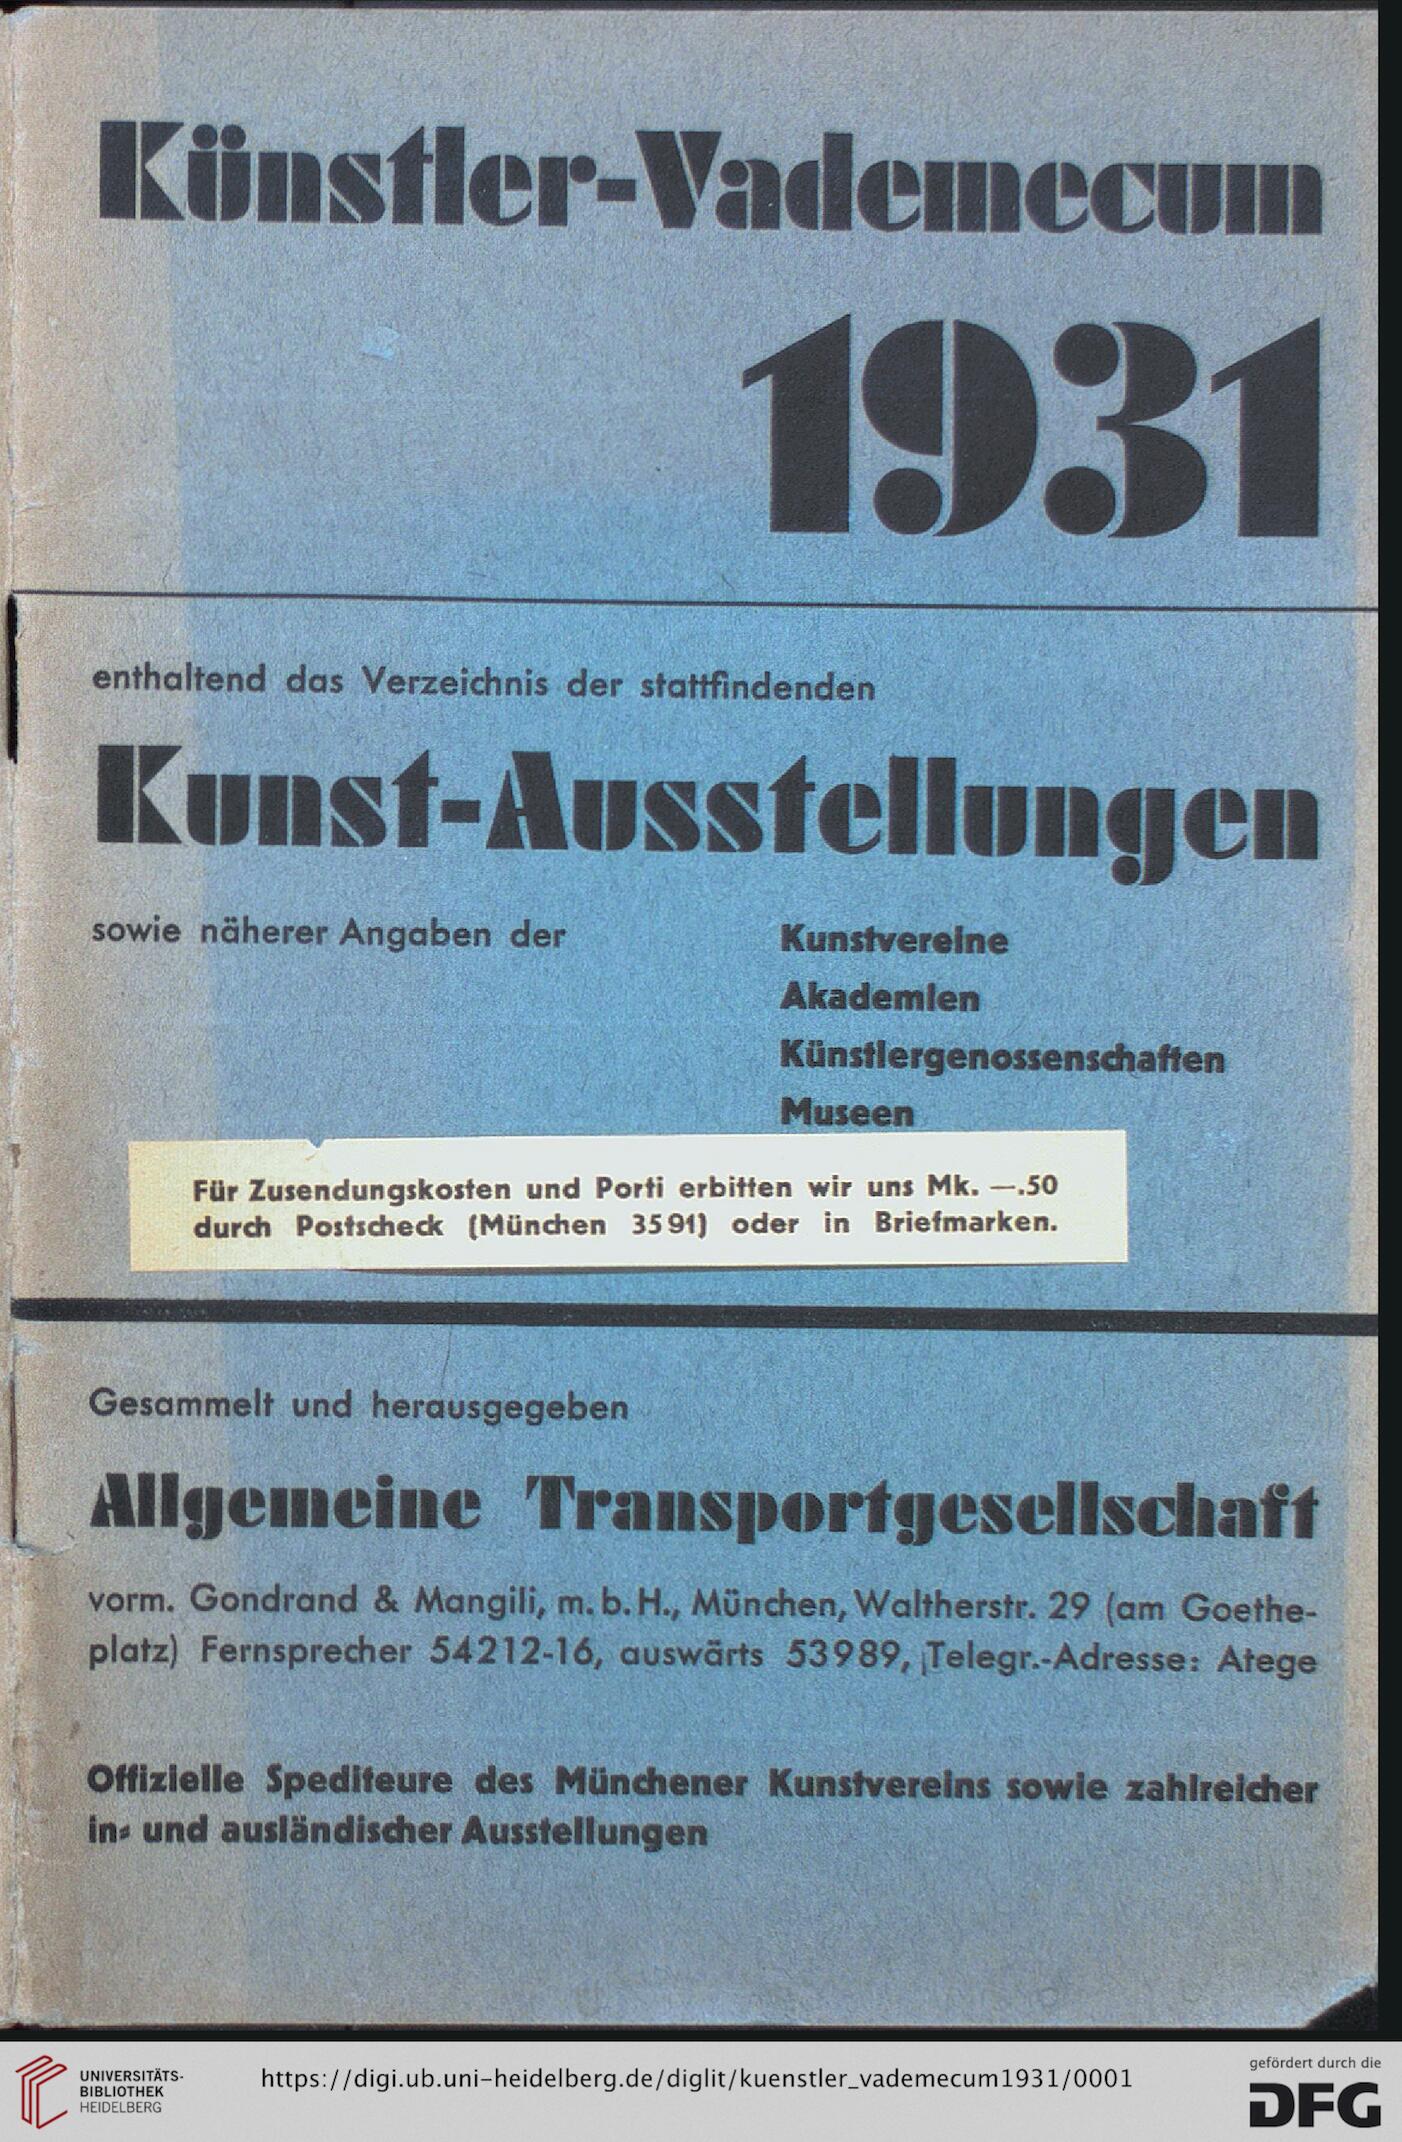 Künstler-Vademecum
1931
enthaltend das Verzeichnis der stattfindenden
Kunst-Ausstellungen
sowie näherer Angaben der
Kunstvereine
Akademien
Künstlergenossenschaften
Museen
Für Zusendungskosten und Porti erbitten wir uns Mk. —.50
durch Postscheck (München 3591) oder in Briefmarken.
Gesammelt und herausgegeben
Allgemeine Transportgesellschaft
vorm. Gondrand & Mangili, m. b. H., München, Waltherstr. 29 (am Goethe-
platz) Fernsprecher 54212-16, auswärts 53989, Telegr.-Adresse: Atege
Offizielle Spediteure des Münchener Kunstvereins sowie zahlreicher
in- und ausländischer Ausstellungen
UNIVERSITÄTS-
BIBLIOTHEK
HEIDELBERG
https://digi.ub.uni-heidelberg.de/diglit/kuenstler_vademecum1931/0001
gefördert durch die
DFG